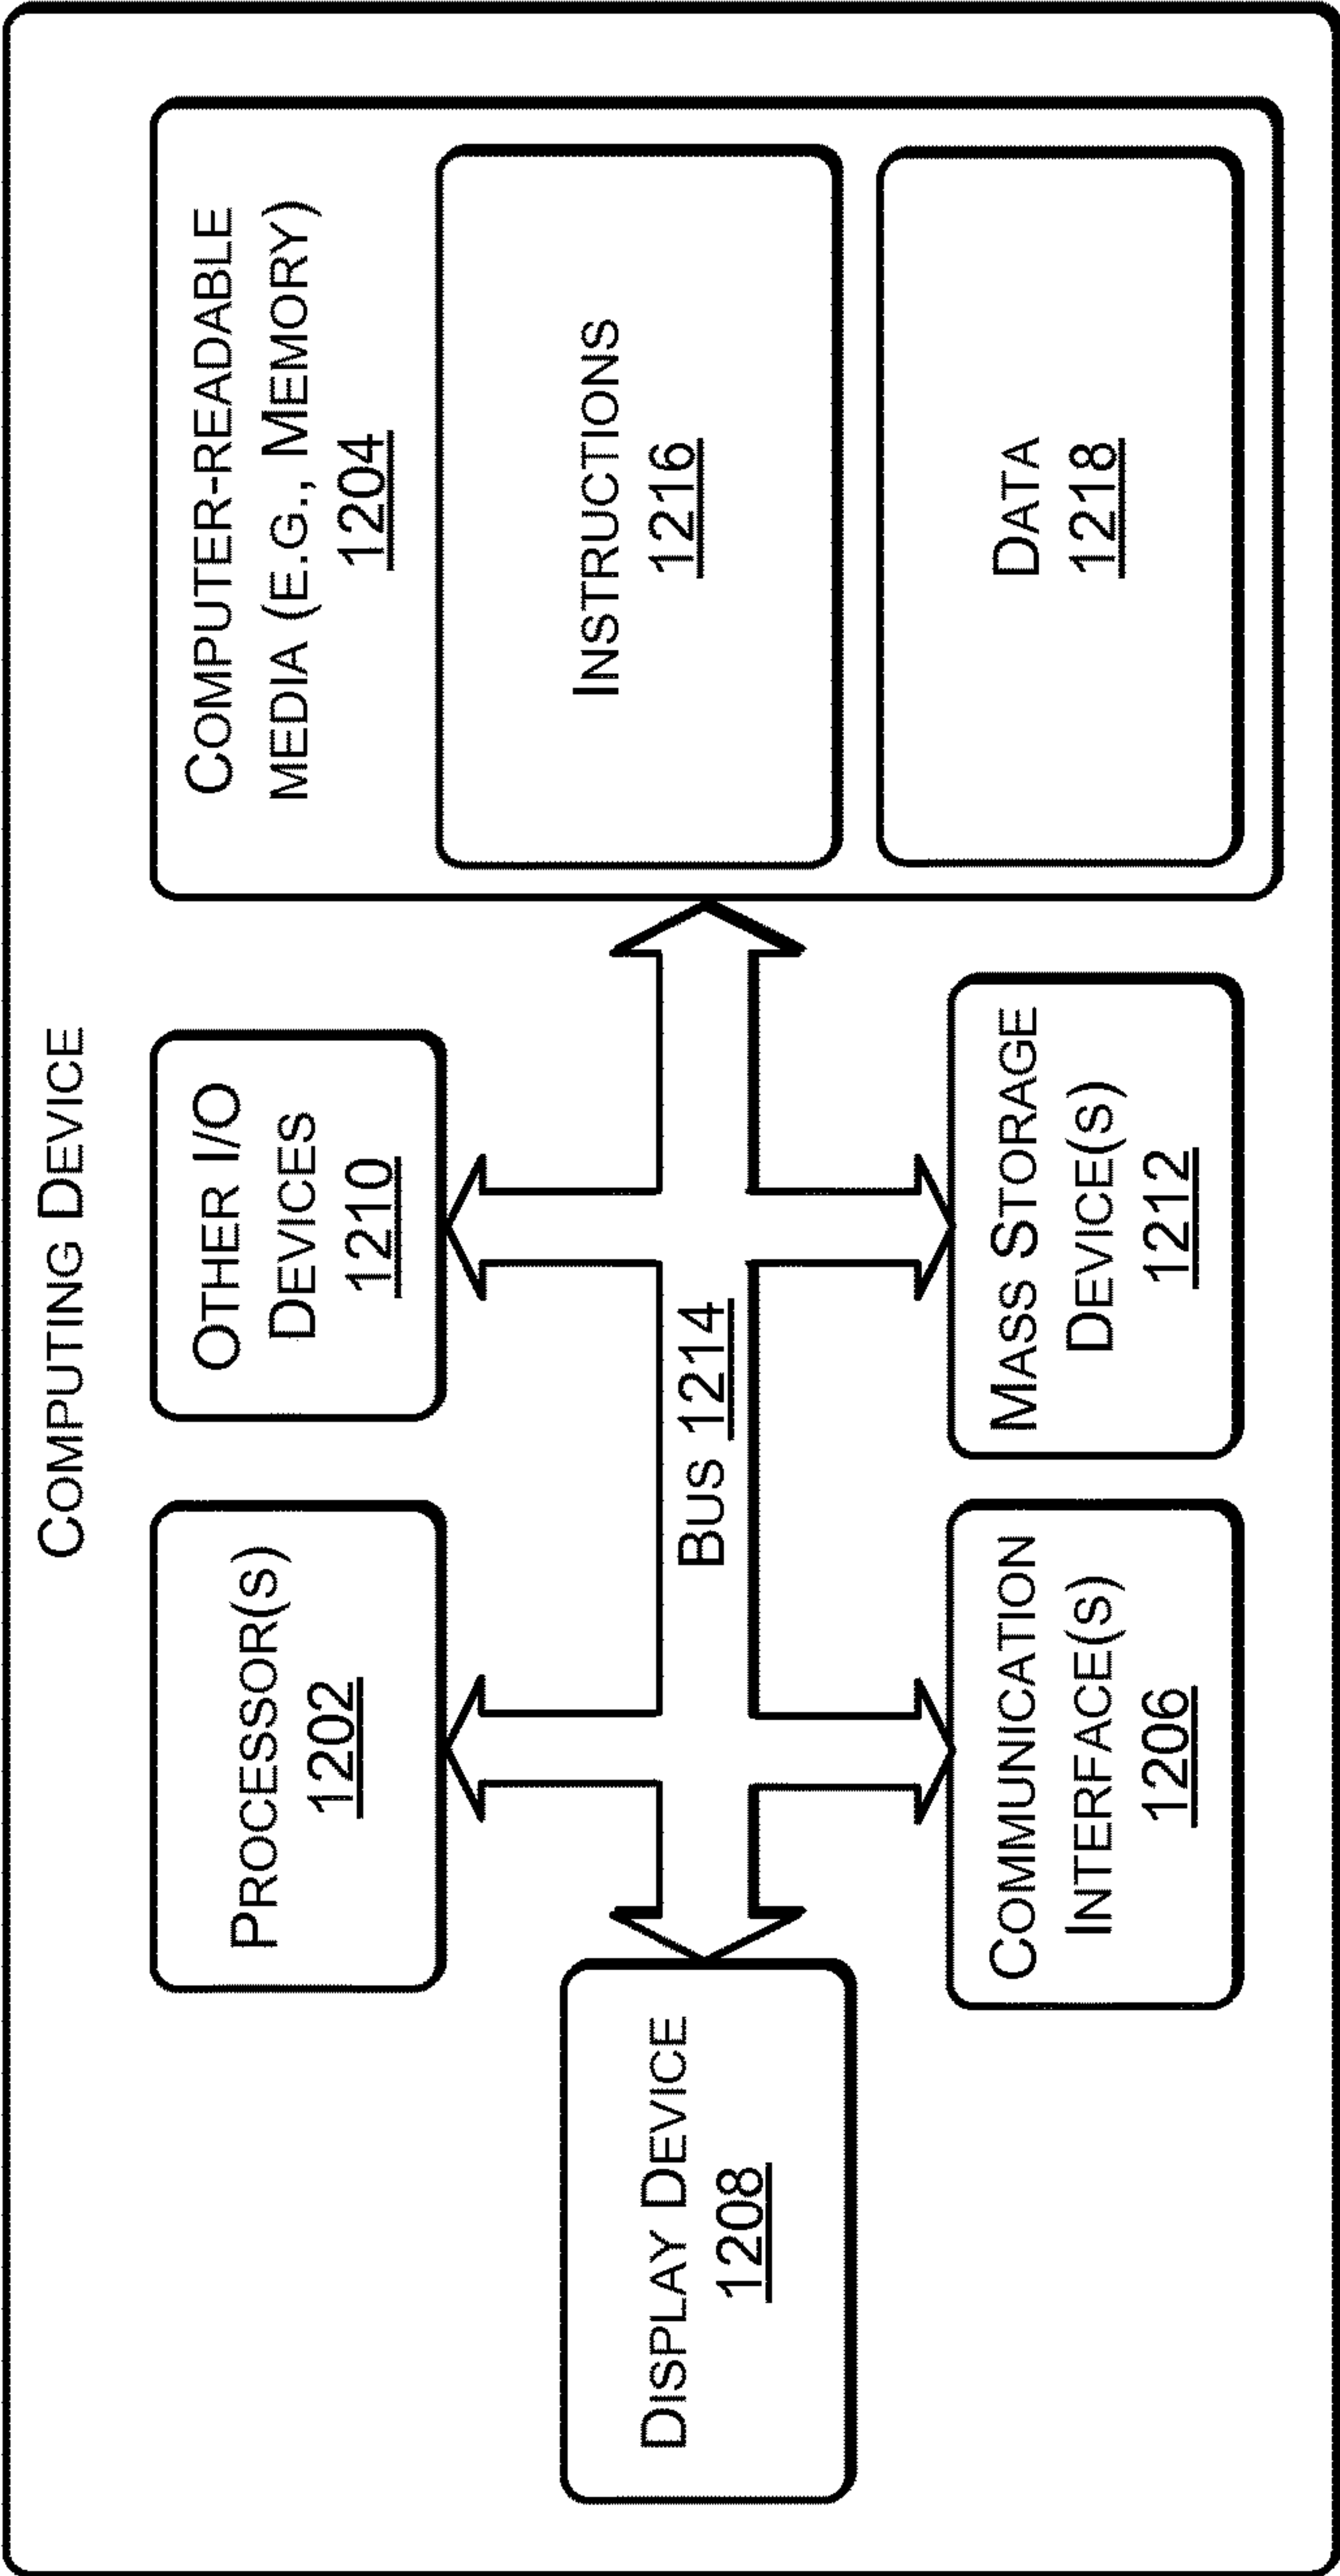 COMPUTING DEVICE
PROCESSOR(S)
1202
OTHER I/O
DEVICES
1210
COMPUTER-READABLE
MEDIA (E.G., MEMORY)
1204
INSTRUCTIONS
1216
DATA
1218
DISPLAY DEVICE
1208
BUS 1214
COMMUNICATION
INTERFACE(S)
1206
MASS STORAGE
DEVICE(S)
1212